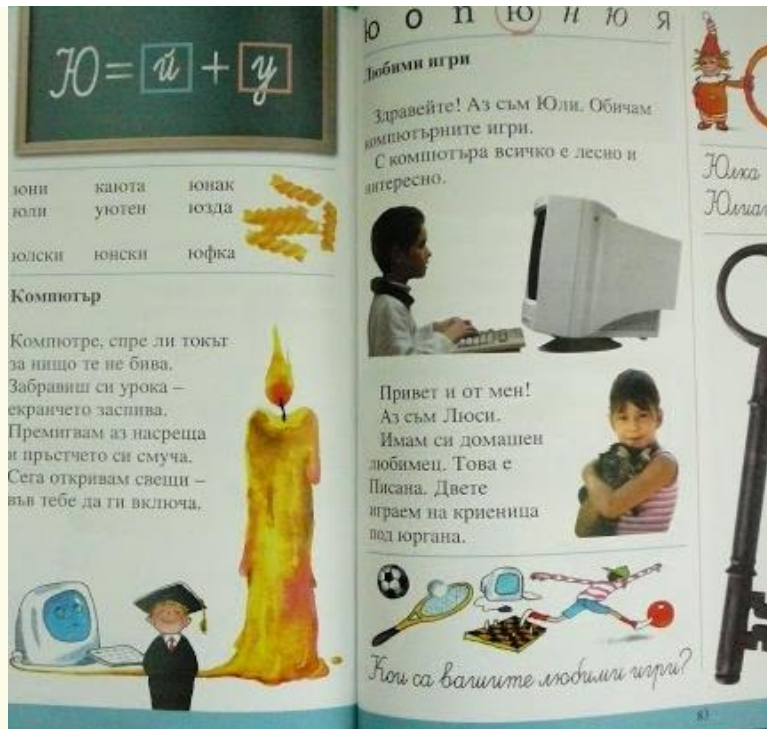 Ю = й + у
юни каюта юнак
юли уютен юзда
юлски юнски юфка
Компютър
Компютре, спре ли токът
за нищо те не бива.
Забравиш си урока –
екранчето заспива.
Премигвам аз насреща
и пръстчето си смуча.
Сега откривам свещи –
във тебе да ги включа.
ю о п ю н ю я
Любими игри
Здравейте! Аз съм Юли. Обичам
компютърните игри.
С компютъра всичко е лесно и
интересно.
Привет и от мен!
Аз съм Люси.
Имам си домашен
любимец. Това е
Писана. Двете
играем на криеница
под юргана.
Кои са вашите любими игри?
83
Юлка